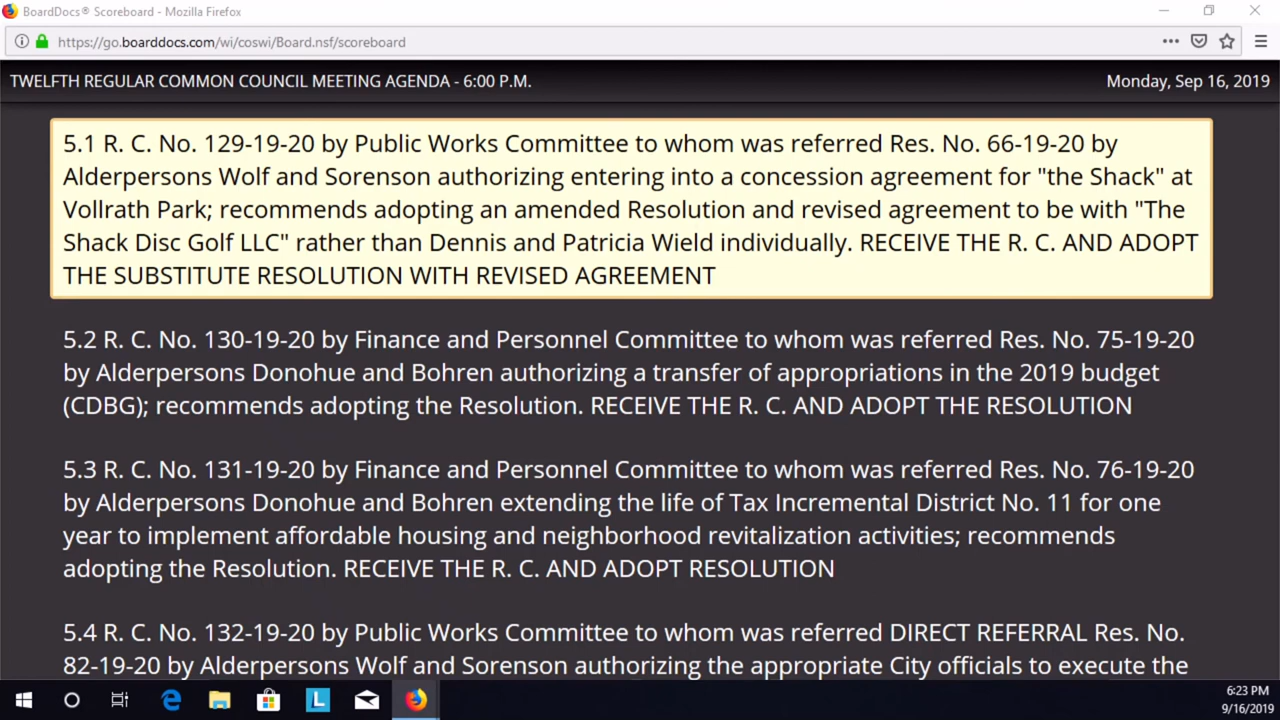 BoardDocs® Scoreboard - Mozilla Firefox
https://go.boarddocs.com/wi/coswi/Board.nsf/scoreboard
TWELFTH REGULAR COMMON COUNCIL MEETING AGENDA - 6:00 P.M.
Monday, Sep 16, 2019
5.1 R. C. No. 129-19-20 by Public Works Committee to whom was referred Res. No. 66-19-20 by
Alderpersons Wolf and Sorenson authorizing entering into a concession agreement for "the Shack" at
Vollrath Park; recommends adopting an amended Resolution and revised agreement to be with "The
Shack Disc Golf LLC" rather than Dennis and Patricia Wield individually. RECEIVE THE R. C. AND ADOPT
THE SUBSTITUTE RESOLUTION WITH REVISED AGREEMENT
5.2 R. C. No. 130-19-20 by Finance and Personnel Committee to whom was referred Res. No. 75-19-20
by Alderpersons Donohue and Bohren authorizing a transfer of appropriations in the 2019 budget
(CDBG); recommends adopting the Resolution. RECEIVE THE R. C. AND ADOPT THE RESOLUTION
5.3 R. C. No. 131-19-20 by Finance and Personnel Committee to whom was referred Res. No. 76-19-20
by Alderpersons Donohue and Bohren extending the life of Tax Incremental District No. 11 for one
year to implement affordable housing and neighborhood revitalization activities; recommends
adopting the Resolution. RECEIVE THE R. C. AND ADOPT RESOLUTION
5.4 R. C. No. 132-19-20 by Public Works Committee to whom was referred DIRECT REFERRAL Res. No.
82-19-20 by Alderpersons Wolf and Sorenson authorizing the appropriate City officials to execute the
L
6:23 PM
9/16/2019